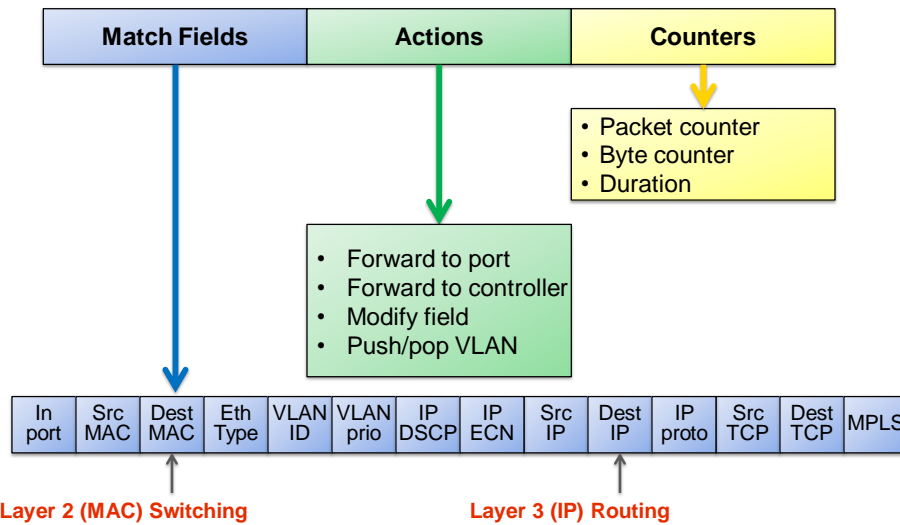 Match Fields
Actions
Counters
• Packet counter
• Byte counter
• Duration
• Forward to port
• Forward to controller
• Modify field
• Push/pop VLAN
In port
Src MAC
Dest MAC
Eth Type
VLAN ID
VLAN prio
IP DSCP
IP ECN
Src IP
Dest IP
IP proto
Src TCP
Dest TCP
MPLS
Layer 2 (MAC) Switching
Layer 3 (IP) Routing